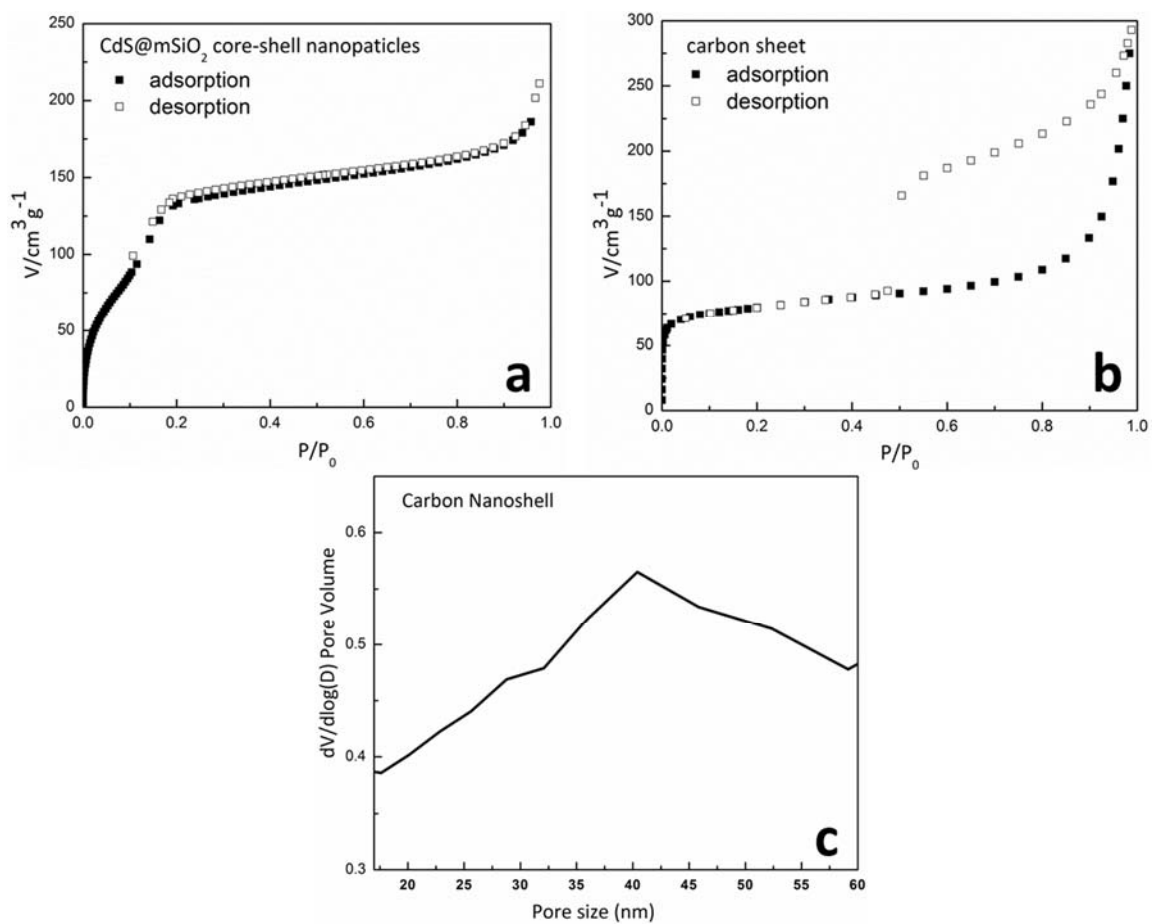 CdS@mSiO₂ core-shell nanopaticles
adsorption
desorption
V/cm³g⁻¹
250
200
150
100
50
0
0.0 0.2 0.4 0.6 0.8 1.0
P/P₀
a
carbon sheet
adsorption
desorption
V/cm³g⁻¹
300
250
200
150
100
50
0
0.0 0.2 0.4 0.6 0.8 1.0
P/P₀
b
Carbon Nanoshell
dV/dlog(D) Pore Volume
0.6
0.5
0.4
0.3
20 25 30 35 40 45 50 55 60
Pore size (nm)
c